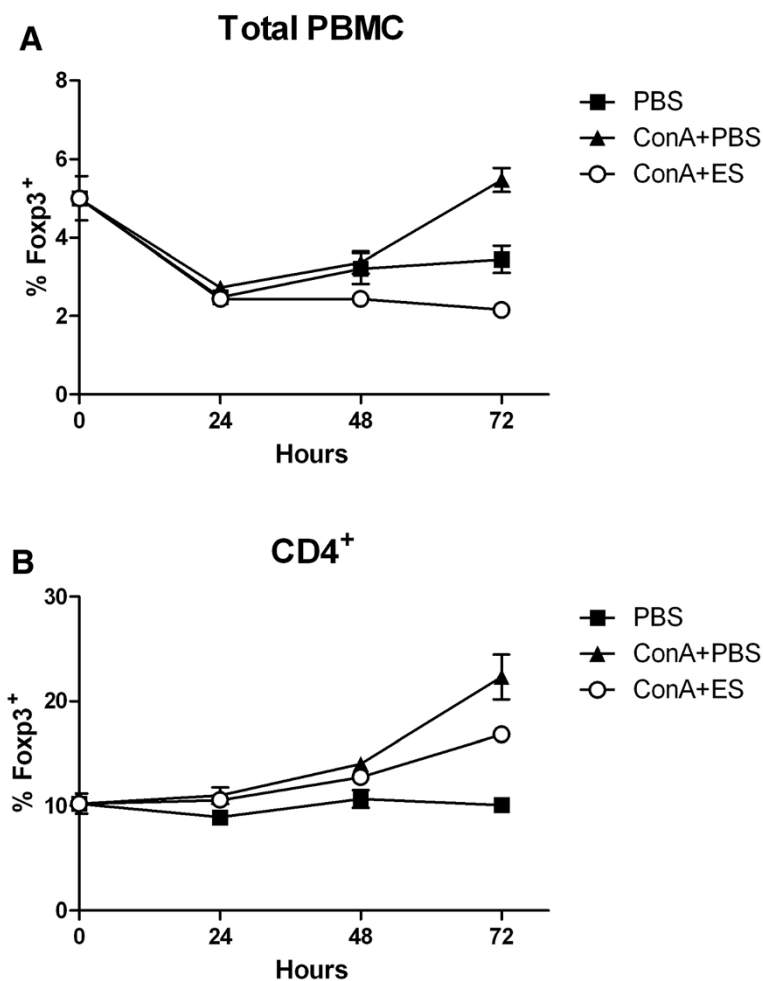 A
Total PBMC
8
6
4
2
0
% Foxp3+
0 24 48 72
Hours
PBS
ConA+PBS
ConA+ES
B
CD4+
30
20
10
0
% Foxp3+
0 24 48 72
Hours
PBS
ConA+PBS
ConA+ES